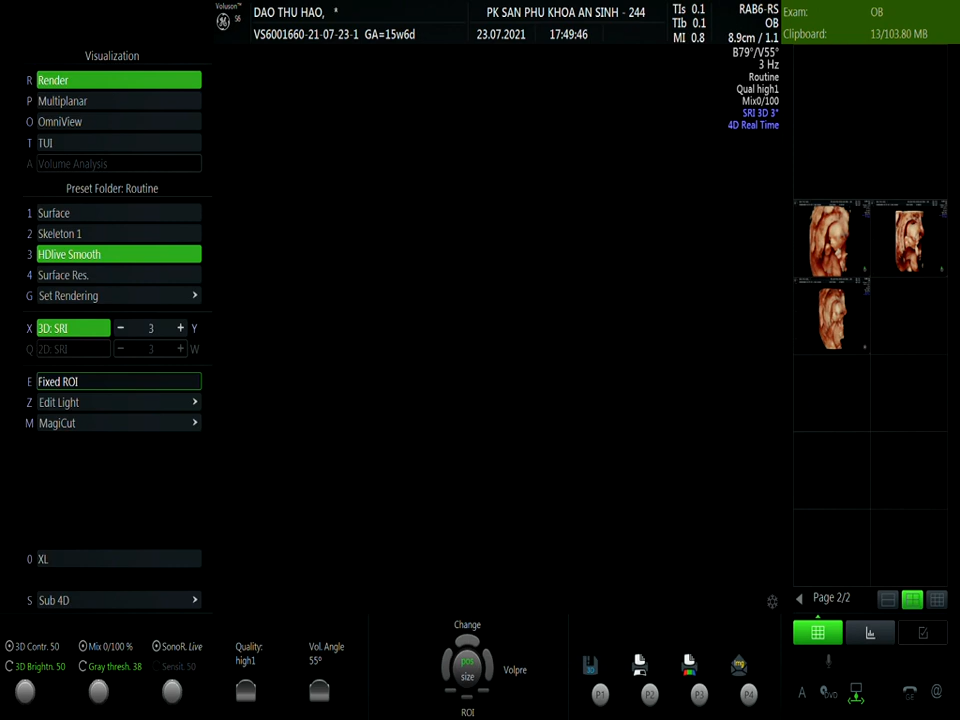 Voluson™
S6
DAO THU HAO, *
PK SAN PHU KHOA AN SINH - 244
VS6001660-21-07-23-1 GA=15w6d
23.07.2021
17:49:46
TIs 0.1
TIb 0.1
MI 0.8
RAB6-RS
OB
8.9cm / 1.1
B79°/V55°
3 Hz
Routine
Qual high1
Mix0/100
SRI 3D 3°
4D Real Time
Exam: OB
Clipboard: 13/103.80 MB
Visualization
R Render
P Multiplanar
O OmniView
T TUI
A Volume Analysis
Preset Folder: Routine
1 Surface
2 Skeleton 1
3 HDlive Smooth
4 Surface Res.
G Set Rendering >
X 3D: SRI − 3 + Y
Q 2D: SRI − 3 + W
E Fixed ROI
Z Edit Light >
M MagiCut >
0 XL
S Sub 4D >
Page 2/2
3D Contr. 50
3D Brightn. 50
Mix 0/100 %
Gray thresh. 38
SonoR. Live
Sensit. 50
Quality:
high1
Vol. Angle
55°
Change
pos
size
Volpre
ROI
3D
img
P1
P2
P3
P4
A
DVD
@